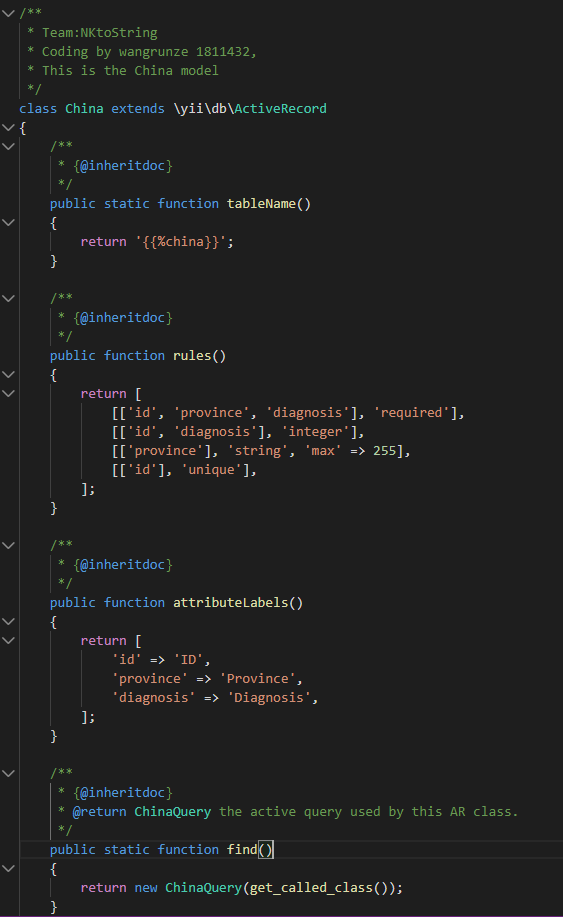 /**
 * Team:NKtoString
 * Coding by wangrunze 1811432,
 * This is the China model
 */
class China extends \yii\db\ActiveRecord
{
    /**
     * {@inheritdoc}
     */
    public static function tableName()
    {
        return '{{%china}}';
    }

    /**
     * {@inheritdoc}
     */
    public function rules()
    {
        return [
            [['id', 'province', 'diagnosis'], 'required'],
            [['id', 'diagnosis'], 'integer'],
            [['province'], 'string', 'max' => 255],
            [['id'], 'unique'],
        ];
    }

    /**
     * {@inheritdoc}
     */
    public function attributeLabels()
    {
        return [
            'id' => 'ID',
            'province' => 'Province',
            'diagnosis' => 'Diagnosis',
        ];
    }

    /**
     * {@inheritdoc}
     * @return ChinaQuery the active query used by this AR class.
     */
    public static function find()
    {
        return new ChinaQuery(get_called_class());
    }